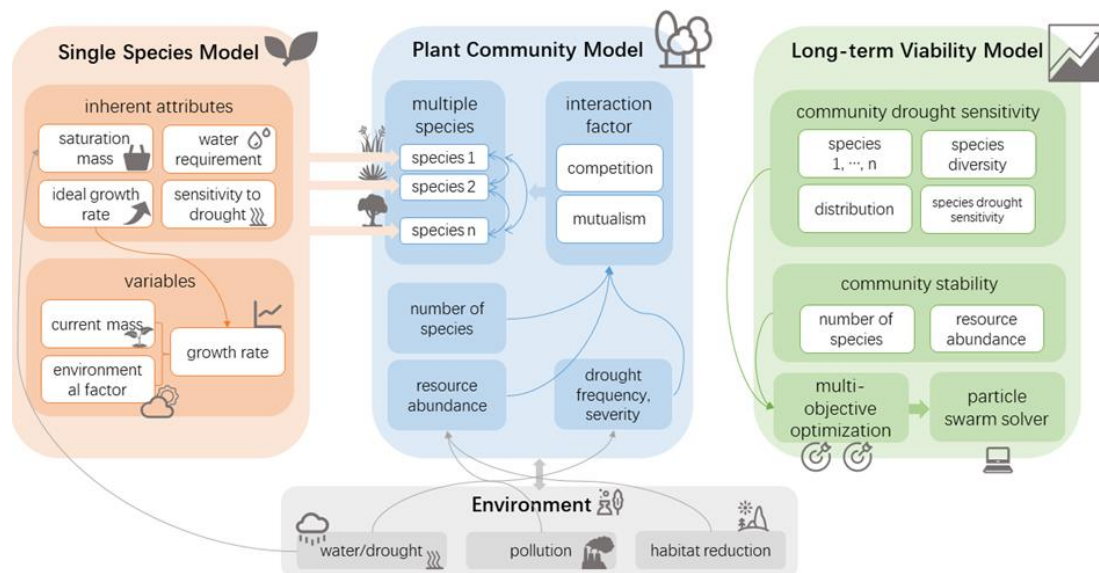 Single Species Model
inherent attributes
saturation
mass
water
requirement
ideal growth
rate
sensitivity to
drought
variables
current mass
environment
al factor
growth rate
Plant Community Model
multiple
species
species 1
species 2
species n
interaction
factor
competition
mutualism
number of
species
resource
abundance
drought
frequency,
severity
Long-term Viability Model
community drought sensitivity
species
1, ···, n
species
diversity
distribution
species drought
sensitivity
community stability
number of
species
resource
abundance
multi-
objective
optimization
particle
swarm solver
Environment
water/drought
pollution
habitat reduction